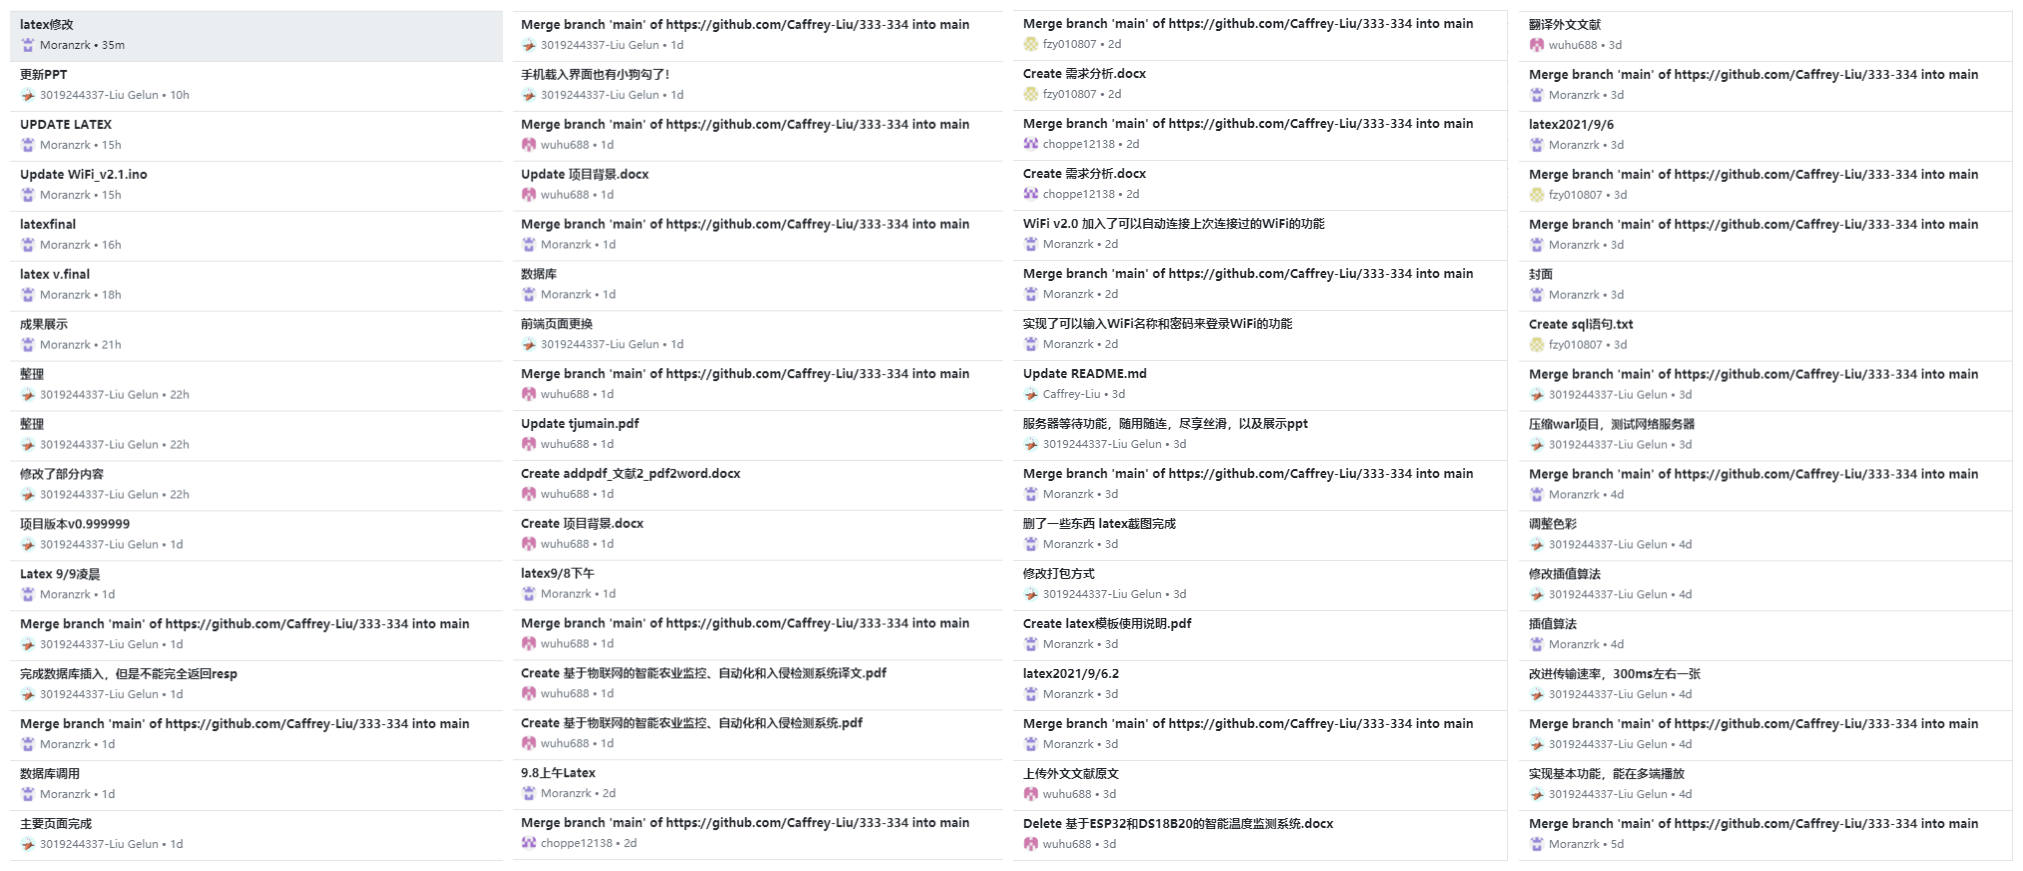 latex修改
Moranzrk • 35m
更新PPT
3019244337-Liu Gelun • 10h
UPDATE LATEX
Moranzrk • 15h
Update WiFi_v2.1.ino
Moranzrk • 15h
latexfinal
Moranzrk • 16h
latex v.final
Moranzrk • 18h
成果展示
Moranzrk • 21h
整理
3019244337-Liu Gelun • 22h
整理
3019244337-Liu Gelun • 22h
修改了部分内容
3019244337-Liu Gelun • 22h
项目版本v0.999999
3019244337-Liu Gelun • 1d
Latex 9/9凌晨
Moranzrk • 1d
Merge branch 'main' of https://github.com/Caffrey-Liu/333-334 into main
3019244337-Liu Gelun • 1d
完成数据库插入，但是不能完全返回resp
3019244337-Liu Gelun • 1d
Merge branch 'main' of https://github.com/Caffrey-Liu/333-334 into main
Moranzrk • 1d
数据库调用
Moranzrk • 1d
主要页面完成
3019244337-Liu Gelun • 1d
Merge branch 'main' of https://github.com/Caffrey-Liu/333-334 into main
3019244337-Liu Gelun • 1d
手机载入界面也有小狗勾了！
3019244337-Liu Gelun • 1d
Merge branch 'main' of https://github.com/Caffrey-Liu/333-334 into main
wuhu688 • 1d
Update 项目背景.docx
wuhu688 • 1d
Merge branch 'main' of https://github.com/Caffrey-Liu/333-334 into main
Moranzrk • 1d
数据库
Moranzrk • 1d
前端页面更换
3019244337-Liu Gelun • 1d
Merge branch 'main' of https://github.com/Caffrey-Liu/333-334 into main
wuhu688 • 1d
Update tjumain.pdf
wuhu688 • 1d
Create addpdf_文献2_pdf2word.docx
wuhu688 • 1d
Create 项目背景.docx
wuhu688 • 1d
latex9/8下午
Moranzrk • 1d
Merge branch 'main' of https://github.com/Caffrey-Liu/333-334 into main
wuhu688 • 1d
Create 基于物联网的智能农业监控、自动化和入侵检测系统译文.pdf
wuhu688 • 1d
Create 基于物联网的智能农业监控、自动化和入侵检测系统.pdf
wuhu688 • 1d
9.8上午Latex
Moranzrk • 2d
Merge branch 'main' of https://github.com/Caffrey-Liu/333-334 into main
choppe12138 • 2d
Merge branch 'main' of https://github.com/Caffrey-Liu/333-334 into main
fzy010807 • 2d
Create 需求分析.docx
fzy010807 • 2d
Merge branch 'main' of https://github.com/Caffrey-Liu/333-334 into main
choppe12138 • 2d
Create 需求分析.docx
choppe12138 • 2d
WiFi v2.0 加入了可以自动连接上次连接过的WiFi的功能
Moranzrk • 2d
Merge branch 'main' of https://github.com/Caffrey-Liu/333-334 into main
Moranzrk • 2d
实现了可以输入WiFi名称和密码来登录WiFi的功能
Moranzrk • 2d
Update README.md
Caffrey-Liu • 3d
服务器等待功能，随用随连，尽享丝滑，以及展示ppt
3019244337-Liu Gelun • 3d
Merge branch 'main' of https://github.com/Caffrey-Liu/333-334 into main
Moranzrk • 3d
删了一些东西 latex截图完成
Moranzrk • 3d
修改打包方式
3019244337-Liu Gelun • 3d
Create latex模板使用说明.pdf
Moranzrk • 3d
latex2021/9/6.2
Moranzrk • 3d
Merge branch 'main' of https://github.com/Caffrey-Liu/333-334 into main
Moranzrk • 3d
上传外文文献原文
wuhu688 • 3d
Delete 基于ESP32和DS18B20的智能温度监测系统.docx
wuhu688 • 3d
翻译外文文献
wuhu688 • 3d
Merge branch 'main' of https://github.com/Caffrey-Liu/333-334 into main
Moranzrk • 3d
latex2021/9/6
Moranzrk • 3d
Merge branch 'main' of https://github.com/Caffrey-Liu/333-334 into main
fzy010807 • 3d
Merge branch 'main' of https://github.com/Caffrey-Liu/333-334 into main
Moranzrk • 3d
封面
Moranzrk • 3d
Create sql语句.txt
fzy010807 • 3d
Merge branch 'main' of https://github.com/Caffrey-Liu/333-334 into main
3019244337-Liu Gelun • 3d
压缩war项目，测试网络服务器
3019244337-Liu Gelun • 3d
Merge branch 'main' of https://github.com/Caffrey-Liu/333-334 into main
Moranzrk • 4d
调整色彩
3019244337-Liu Gelun • 4d
修改插值算法
3019244337-Liu Gelun • 4d
插值算法
Moranzrk • 4d
改进传输速率，300ms左右一张
3019244337-Liu Gelun • 4d
Merge branch 'main' of https://github.com/Caffrey-Liu/333-334 into main
3019244337-Liu Gelun • 4d
实现基本功能，能在多端播放
3019244337-Liu Gelun • 4d
Merge branch 'main' of https://github.com/Caffrey-Liu/333-334 into main
Moranzrk • 5d